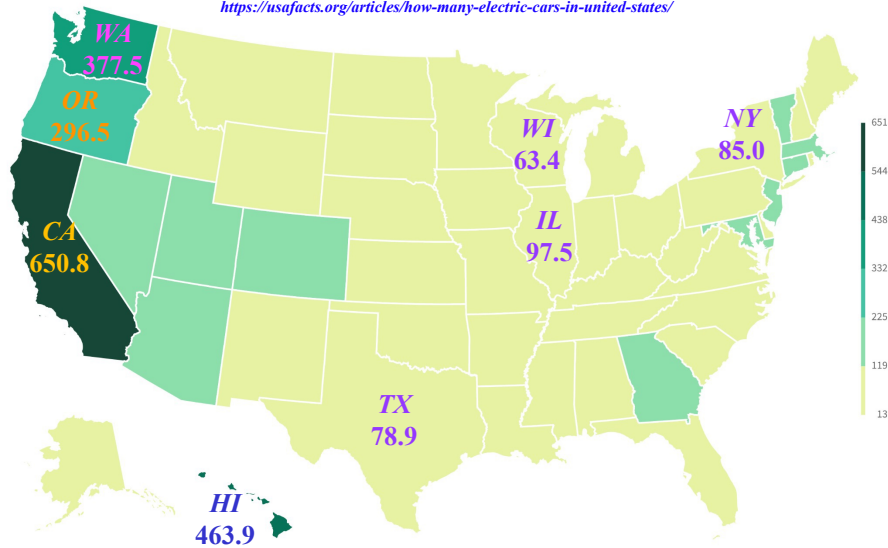 https://usafacts.org/articles/how-many-electric-cars-in-united-states/
WA
377.5
OR
296.5
WI
63.4
NY
85.0
CA
650.8
IL
97.5
TX
78.9
HI
463.9
651
544
438
332
225
119
13